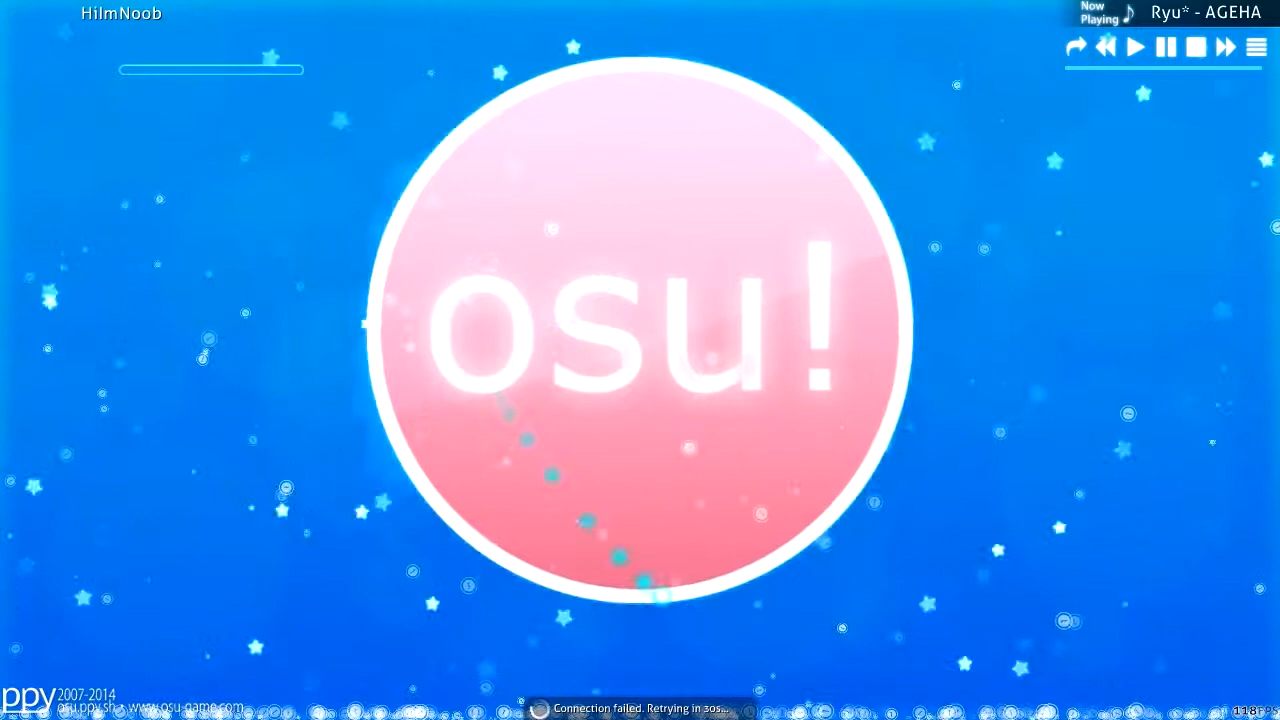 HilmNoob
Now
Playing
Ryu* - AGEHA
osu!
ppy 2007-2014
osu.ppy.sh • www.osu-game.com
Connection failed. Retrying in 30s...